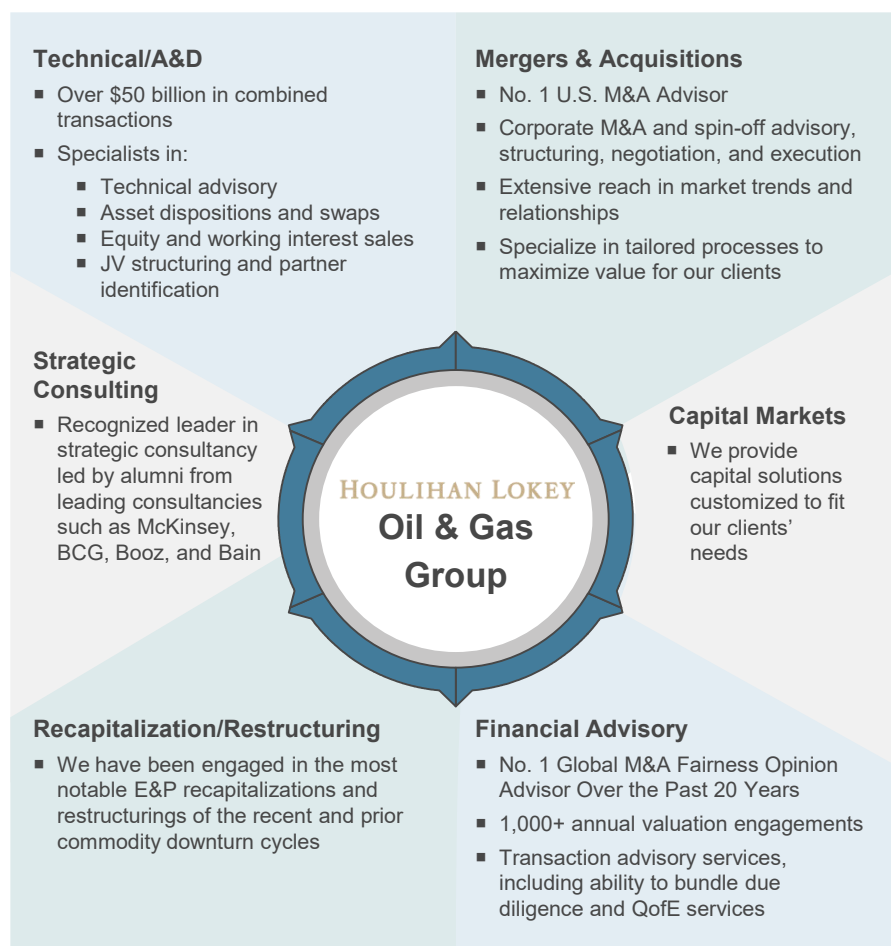 Technical/A&D
▪ Over $50 billion in combined
transactions
▪ Specialists in:
▪ Technical advisory
▪ Asset dispositions and swaps
▪ Equity and working interest sales
▪ JV structuring and partner
identification
Mergers & Acquisitions
▪ No. 1 U.S. M&A Advisor
▪ Corporate M&A and spin-off advisory,
structuring, negotiation, and execution
▪ Extensive reach in market trends and
relationships
▪ Specialize in tailored processes to
maximize value for our clients
Strategic
Consulting
▪ Recognized leader in
strategic consultancy
led by alumni from
leading consultancies
such as McKinsey,
BCG, Booz, and Bain
HOULIHAN LOKEY
Oil & Gas
Group
Capital Markets
▪ We provide
capital solutions
customized to fit
our clients’
needs
Recapitalization/Restructuring
▪ We have been engaged in the most
notable E&P recapitalizations and
restructurings of the recent and prior
commodity downturn cycles
Financial Advisory
▪ No. 1 Global M&A Fairness Opinion
Advisor Over the Past 20 Years
▪ 1,000+ annual valuation engagements
▪ Transaction advisory services,
including ability to bundle due
diligence and QofE services